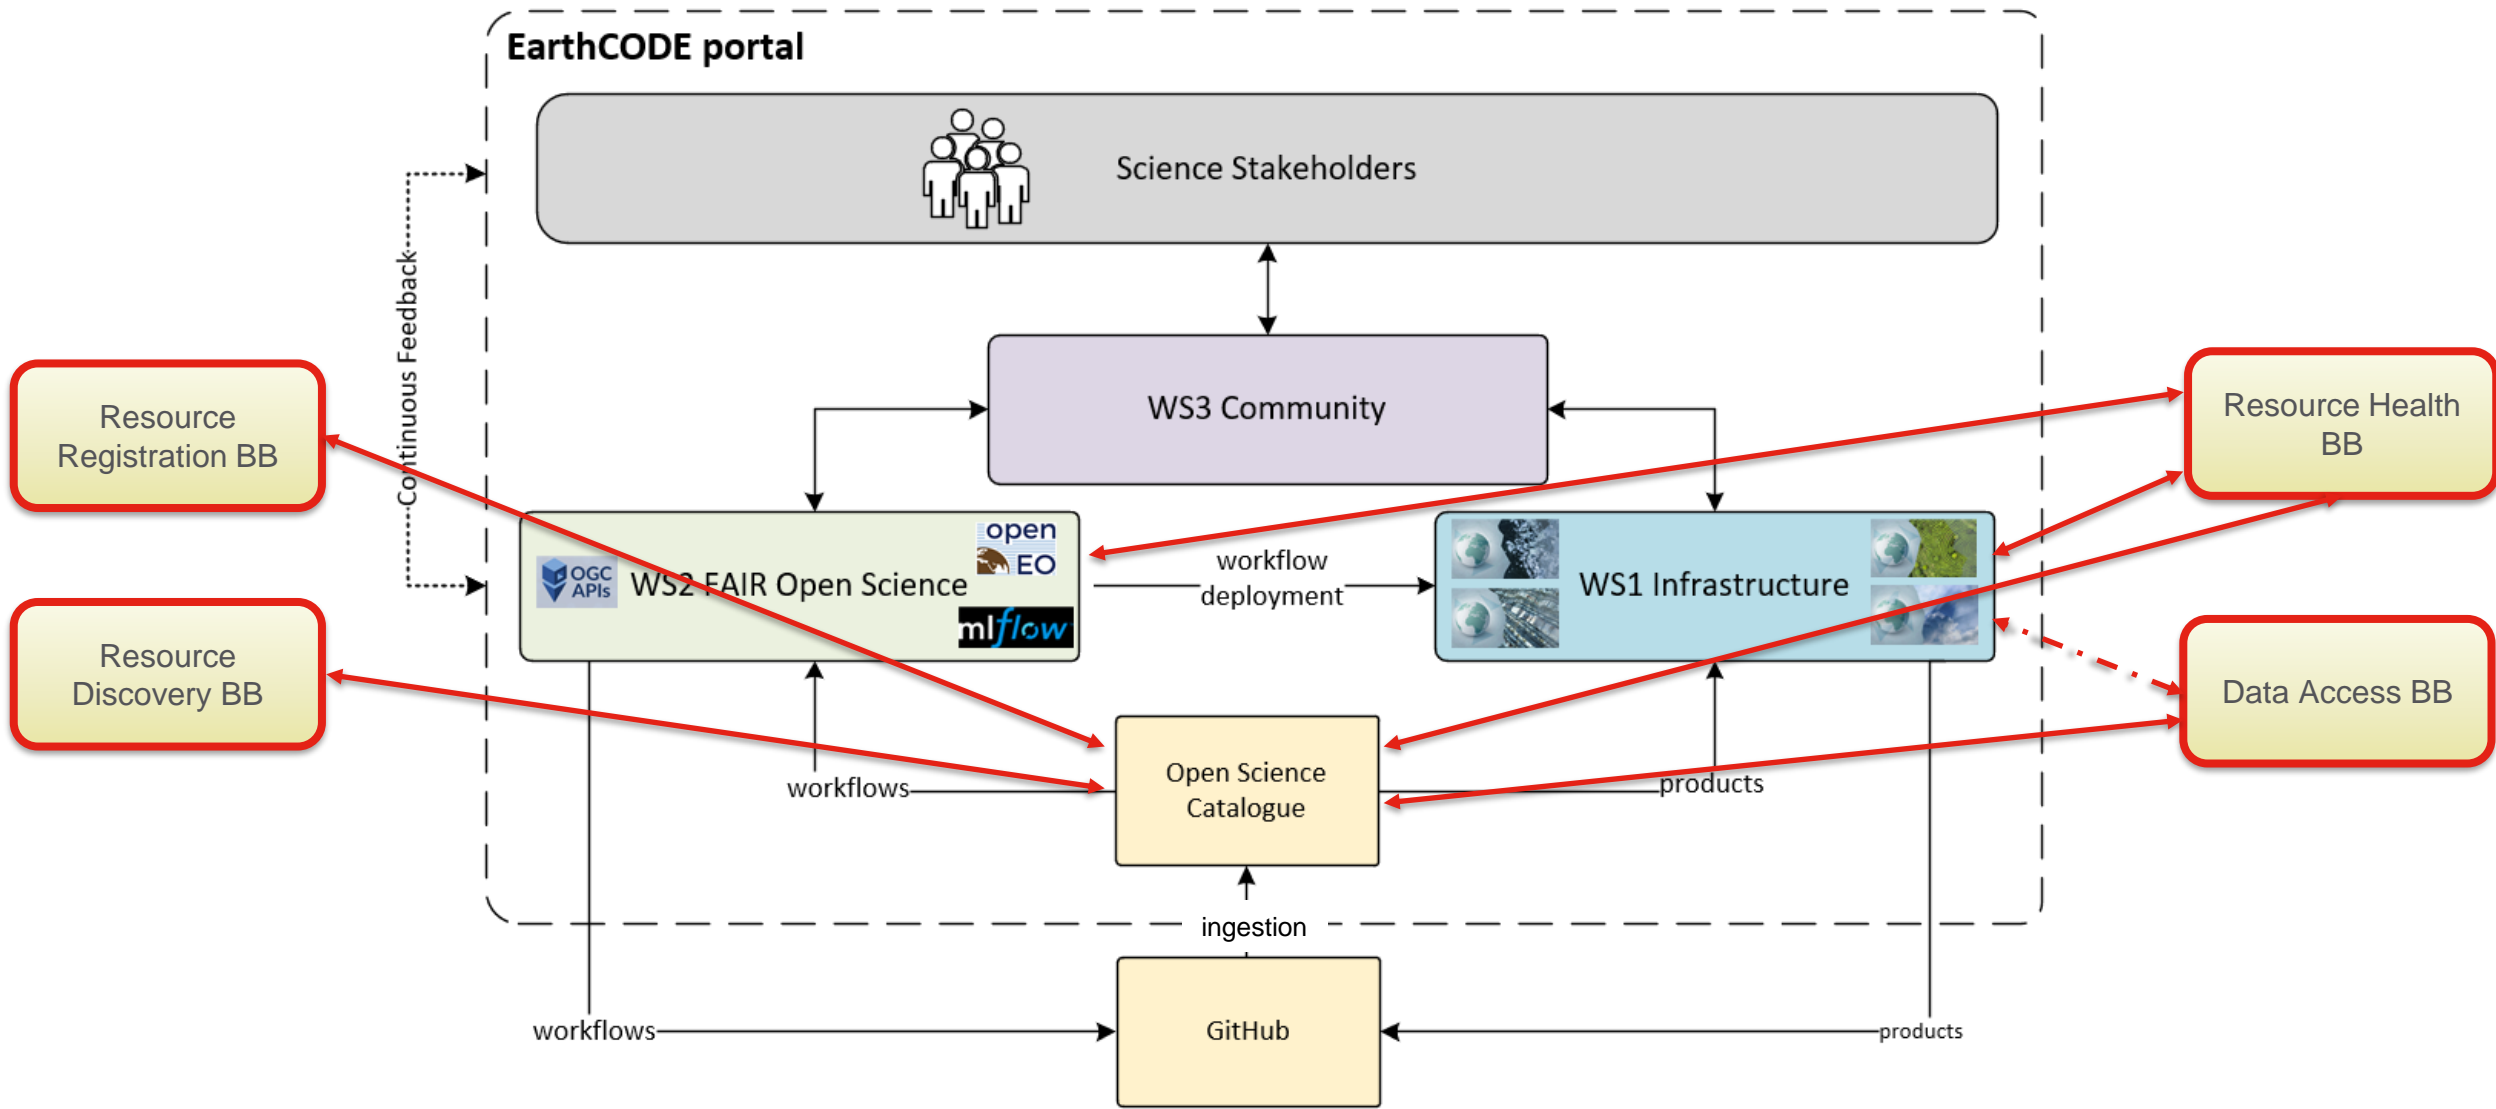 EarthCODE portal
Science Stakeholders
Continuous Feedback
WS3 Community
Resource
Registration BB
Resource Health
BB
OGC
APIs
WS2 FAIR Open Science
open
EO
mlflow
workflow
deployment
WS1 Infrastructure
Resource
Discovery BB
Data Access BB
workflows
Open Science
Catalogue
products
ingestion
workflows
GitHub
products